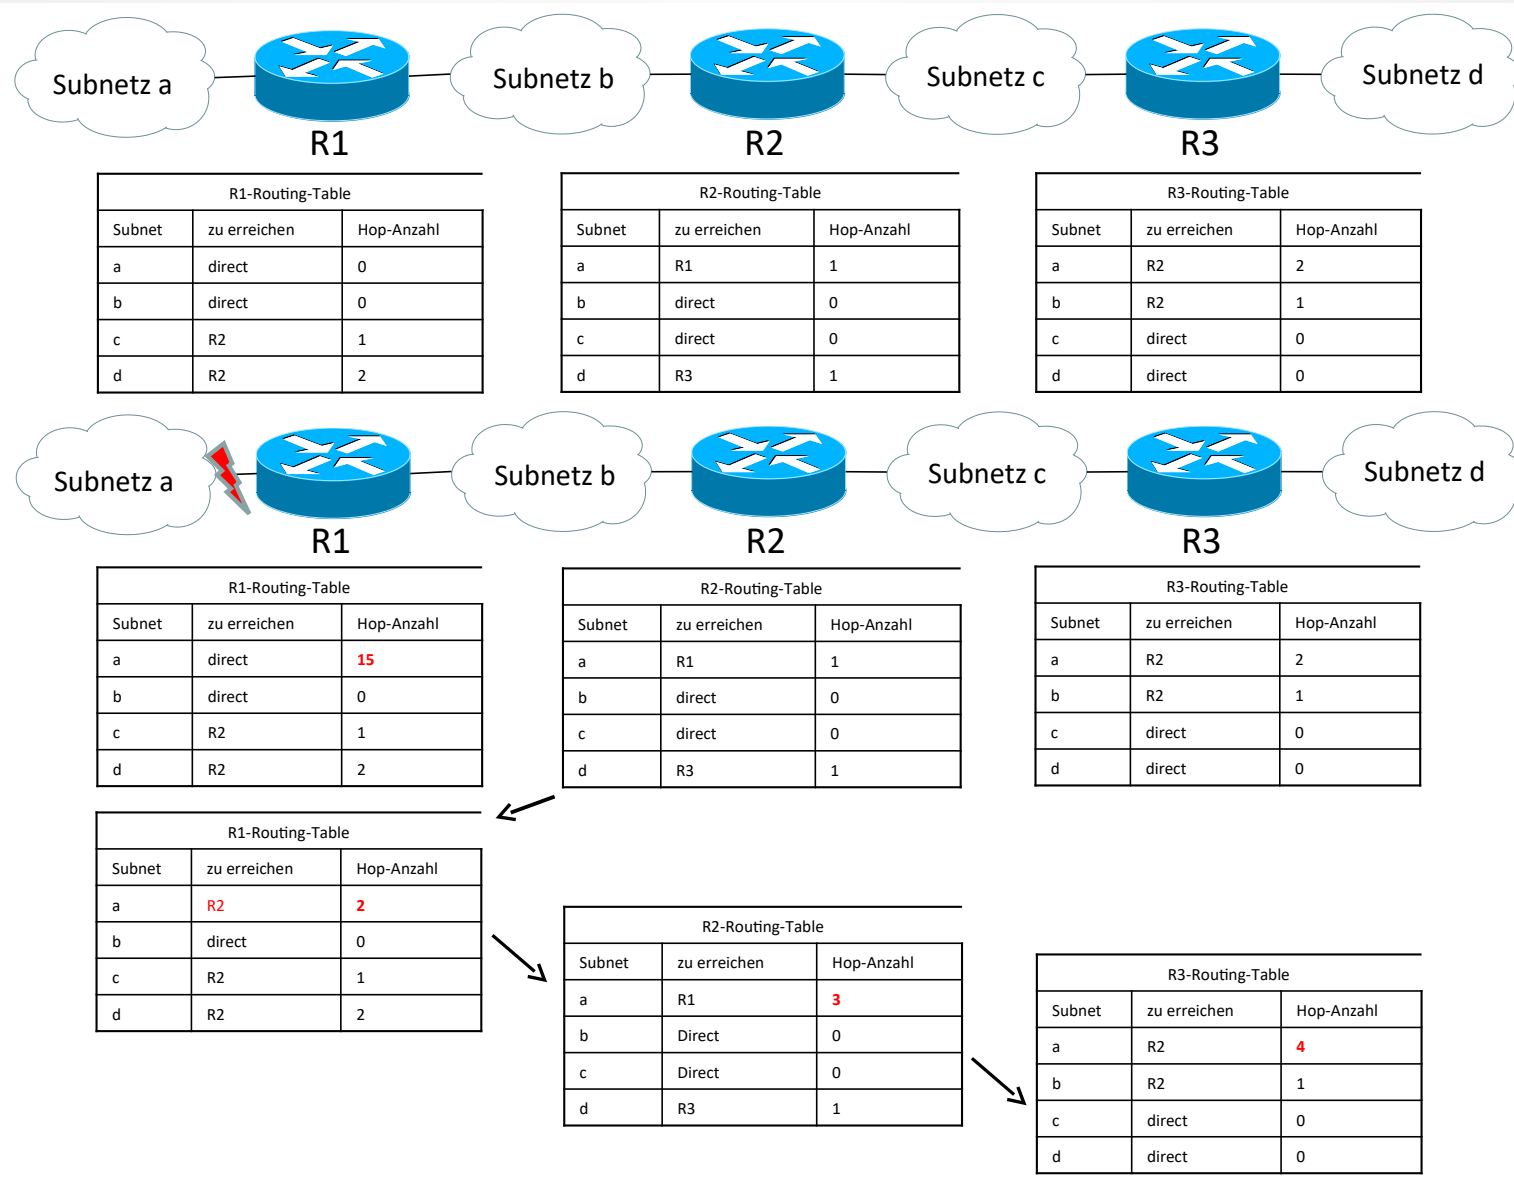 Subnetz a
Subnetz b
Subnetz c
Subnetz d
R1
R2
R3
R1-Routing-Table
Subnet zu erreichen Hop-Anzahl
a direct 0
b direct 0
c R2 1
d R2 2
R2-Routing-Table
Subnet zu erreichen Hop-Anzahl
a R1 1
b direct 0
c direct 0
d R3 1
R3-Routing-Table
Subnet zu erreichen Hop-Anzahl
a R2 2
b R2 1
c direct 0
d direct 0
Subnetz a
Subnetz b
Subnetz c
Subnetz d
R1
R2
R3
R1-Routing-Table
Subnet zu erreichen Hop-Anzahl
a direct 15
b direct 0
c R2 1
d R2 2
R2-Routing-Table
Subnet zu erreichen Hop-Anzahl
a R1 1
b direct 0
c direct 0
d R3 1
R3-Routing-Table
Subnet zu erreichen Hop-Anzahl
a R2 2
b R2 1
c direct 0
d direct 0
R1-Routing-Table
Subnet zu erreichen Hop-Anzahl
a R2 2
b direct 0
c R2 1
d R2 2
R2-Routing-Table
Subnet zu erreichen Hop-Anzahl
a R1 3
b Direct 0
c Direct 0
d R3 1
R3-Routing-Table
Subnet zu erreichen Hop-Anzahl
a R2 4
b R2 1
c direct 0
d direct 0